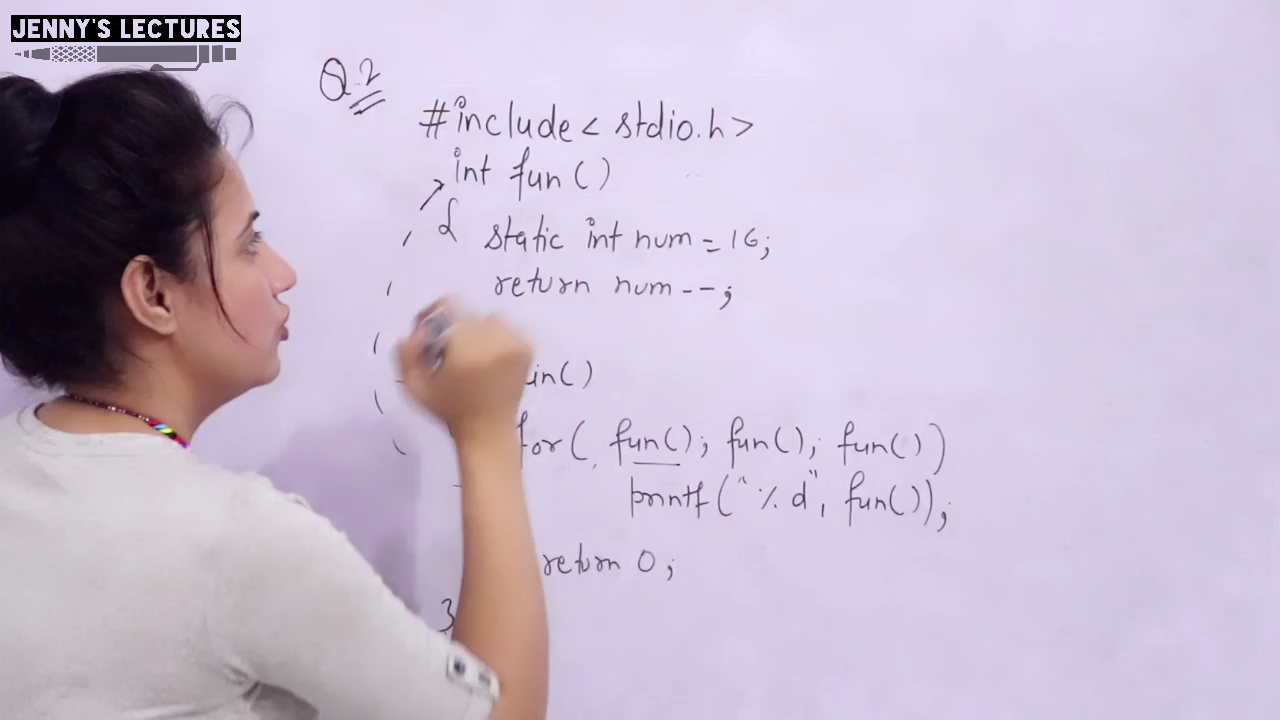 JENNY'S LECTURES
Q.2
#include< stdio.h>
int fun()
{
static int num = 16;
return num--;
in()
for( fun(); fun(); fun())
printf("%d", fun());
return 0;
}